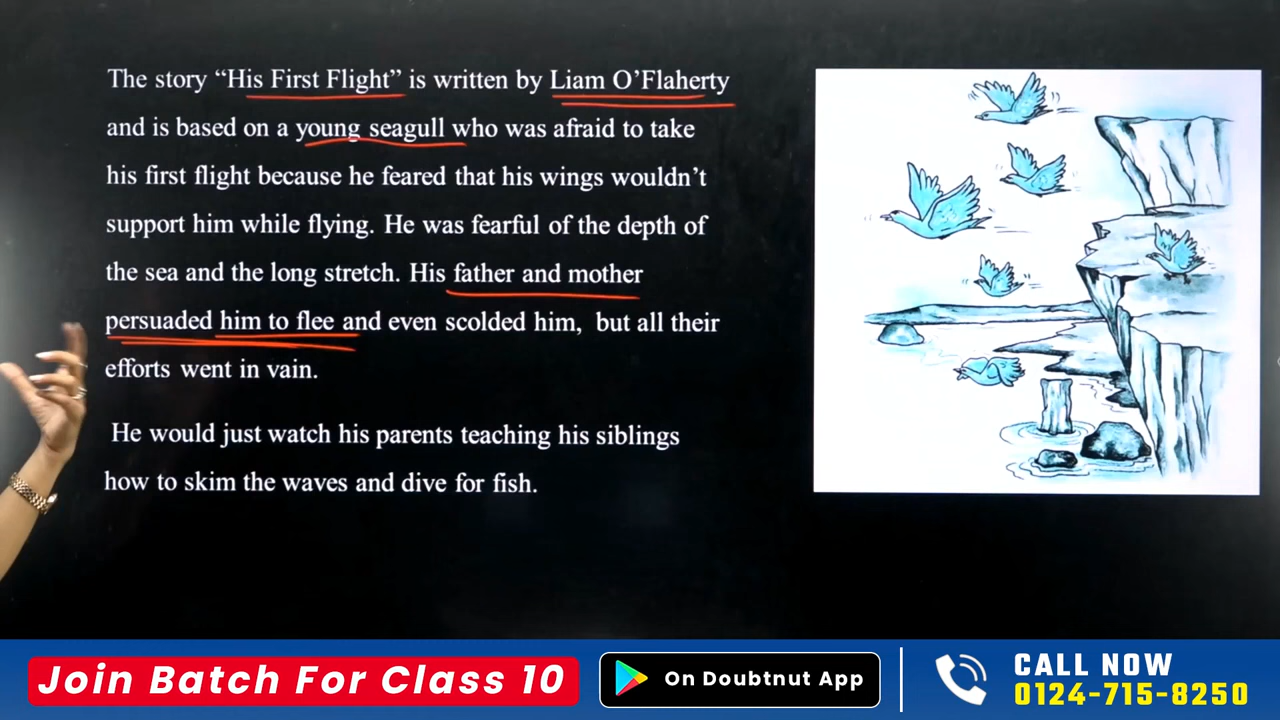 The story “His First Flight” is written by Liam O’Flaherty
and is based on a young seagull who was afraid to take
his first flight because he feared that his wings wouldn’t
support him while flying. He was fearful of the depth of
the sea and the long stretch. His father and mother
persuaded him to flee and even scolded him, but all their
efforts went in vain.
He would just watch his parents teaching his siblings
how to skim the waves and dive for fish.
Join Batch For Class 10
On Doubtnut App
CALL NOW
0124-715-8250